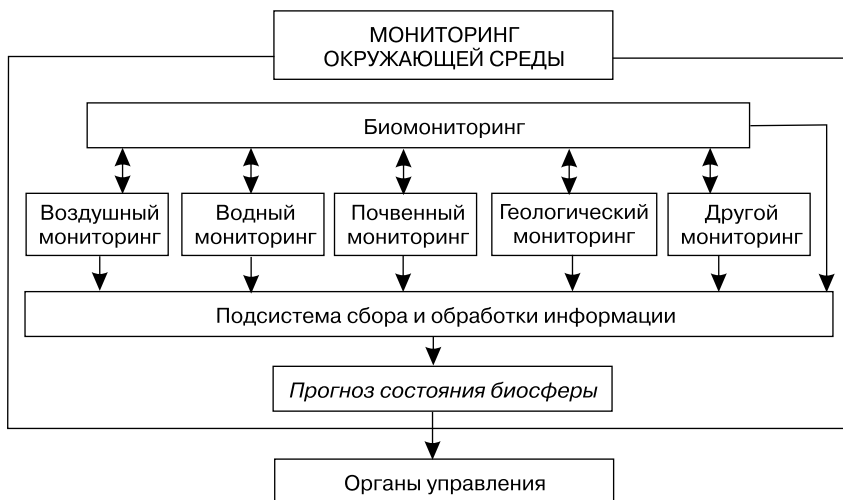 МОНИТОРИНГ
ОКРУЖАЮЩЕЙ СРЕДЫ
Биомониторинг
Воздушный
мониторинг
Водный
мониторинг
Почвенный
мониторинг
Геологический
мониторинг
Другой
мониторинг
Подсистема сбора и обработки информации
Прогноз состояния биосферы
Органы управления